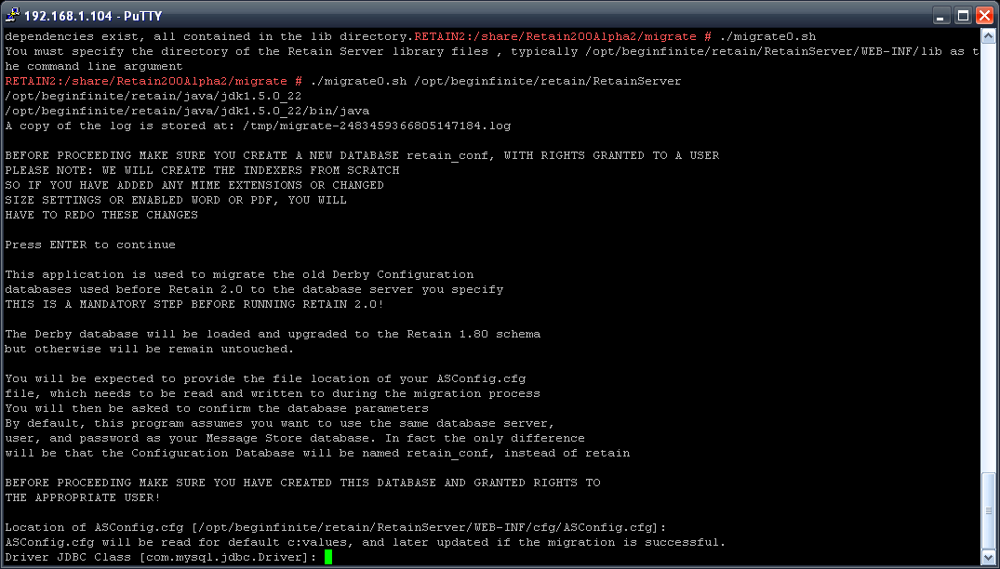 192.168.1.104 - PuTTY
dependencies exist, all contained in the lib directory.RETAIN2:/share/Retain200Alpha2/migrate # ./migrate0.sh
You must specify the directory of the Retain Server library files , typically /opt/beginfinite/retain/RetainServer/WEB-INF/lib as t
he command line argument
RETAIN2:/share/Retain200Alpha2/migrate # ./migrate0.sh /opt/beginfinite/retain/RetainServer
/opt/beginfinite/retain/java/jdk1.5.0_22
/opt/beginfinite/retain/java/jdk1.5.0_22/bin/java
A copy of the log is stored at: /tmp/migrate-2483459366805147184.log
BEFORE PROCEEDING MAKE SURE YOU CREATE A NEW DATABASE retain_conf, WITH RIGHTS GRANTED TO A USER
PLEASE NOTE: WE WILL CREATE THE INDEXERS FROM SCRATCH
SO IF YOU HAVE ADDED ANY MIME EXTENSIONS OR CHANGED
SIZE SETTINGS OR ENABLED WORD OR PDF, YOU WILL
HAVE TO REDO THESE CHANGES
Press ENTER to continue
This application is used to migrate the old Derby Configuration
databases used before Retain 2.0 to the database server you specify
THIS IS A MANDATORY STEP BEFORE RUNNING RETAIN 2.0!
The Derby database will be loaded and upgraded to the Retain 1.80 schema
but otherwise will be remain untouched.
You will be expected to provide the file location of your ASConfig.cfg
file, which needs to be read and written to during the migration process
You will then be asked to confirm the database parameters
By default, this program assumes you want to use the same database server,
user, and password as your Message Store database. In fact the only difference
will be that the Configuration Database will be named retain_conf, instead of retain
BEFORE PROCEEDING MAKE SURE YOU HAVE CREATED THIS DATABASE AND GRANTED RIGHTS TO
THE APPROPRIATE USER!
Location of ASConfig.cfg [/opt/beginfinite/retain/RetainServer/WEB-INF/cfg/ASConfig.cfg]:
ASConfig.cfg will be read for default c:values, and later updated if the migration is successful.
Driver JDBC Class [com.mysql.jdbc.Driver]: